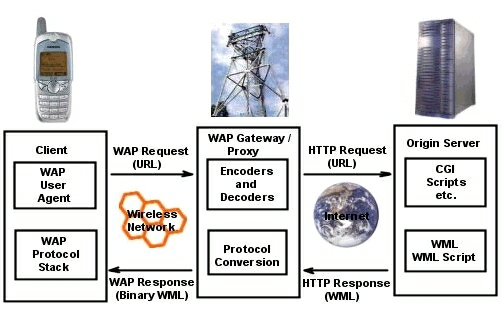 Client
WAP
User
Agent
WAP
Protocol
Stack
WAP Request
(URL)
Wireless
Network
WAP Response
(Binary WML)
WAP Gateway /
Proxy
Encoders
and
Decoders
Protocol
Conversion
HTTP Request
(URL)
Internet
HTTP Response
(WML)
Origin Server
CGI
Scripts
etc.
WML
WML Script